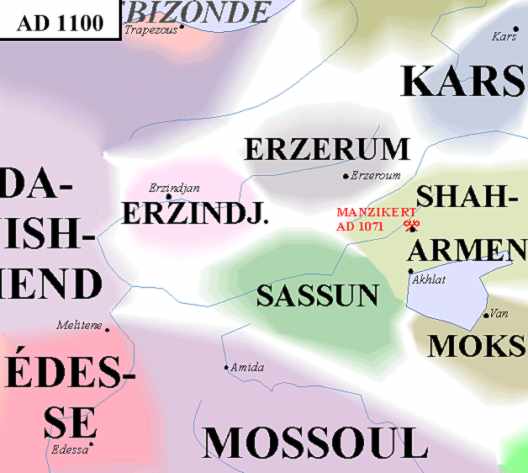 AD 1100
BIZONDE
Trapezous
Kars
KARS
ERZERUM
Erzeroum
Erzindjan
ERZINDJ.
SHAH-
ARMEN
MANZIKERT
AD 1071
DA-
ISH-
END
Akhlat
SASSUN
Van
MOKS
Melitene
ÉDES-
SE
Edessa
Amida
MOSSOUL